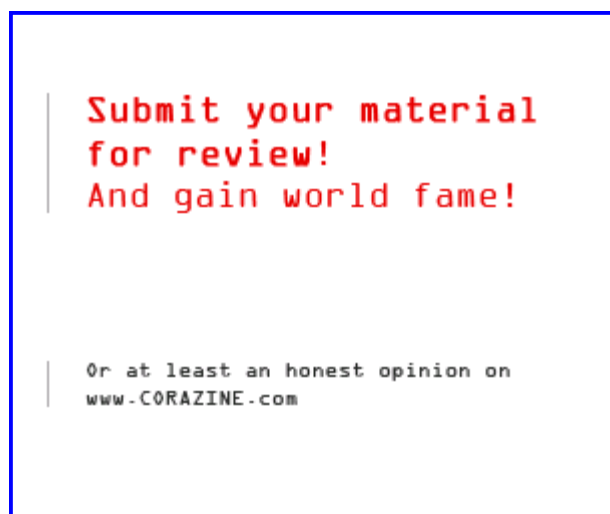 Submit your material
for review!
And gain world fame!
Or at least an honest opinion on
www.CORAZINE.com